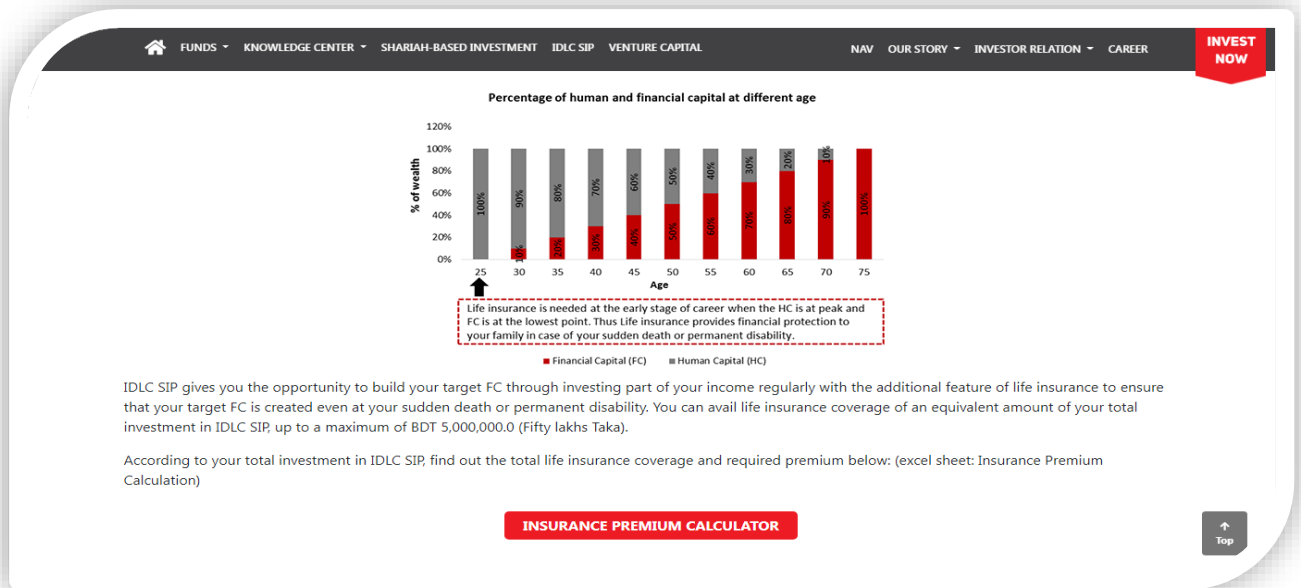 FUNDS KNOWLEDGE CENTER SHARIAH-BASED INVESTMENT IDLC SIP VENTURE CAPITAL NAV OUR STORY INVESTOR RELATION CAREER
INVEST
NOW
Percentage of human and financial capital at different age
% of wealth
120%
100%
80%
60%
40%
20%
0%
100% 90% 80% 70% 60% 50% 40% 30% 20% 10%
10% 20% 30% 40% 50% 60% 70% 80% 90% 100%
25 30 35 40 45 50 55 60 65 70 75
Age
Life insurance is needed at the early stage of career when the HC is at peak and
FC is at the lowest point. Thus Life insurance provides financial protection to
your family in case of your sudden death or permanent disability.
Financial Capital (FC) Human Capital (HC)
IDLC SIP gives you the opportunity to build your target FC through investing part of your income regularly with the additional feature of life insurance to ensure
that your target FC is created even at your sudden death or permanent disability. You can avail life insurance coverage of an equivalent amount of your total
investment in IDLC SIP, up to a maximum of BDT 5,000,000.0 (Fifty lakhs Taka).
According to your total investment in IDLC SIP, find out the total life insurance coverage and required premium below: (excel sheet: Insurance Premium
Calculation)
INSURANCE PREMIUM CALCULATOR
Top